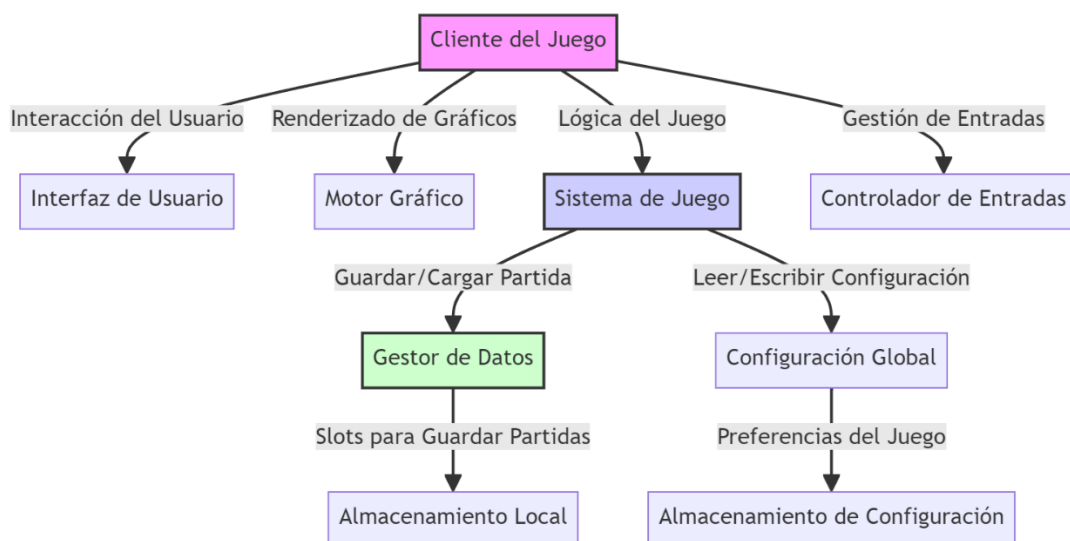 Cliente del Juego
Interacción del Usuario
Renderizado de Gráficos
Lógica del Juego
Gestión de Entradas
Interfaz de Usuario
Motor Gráfico
Sistema de Juego
Controlador de Entradas
Guardar/Cargar Partida
Leer/Escribir Configuración
Gestor de Datos
Configuración Global
Slots para Guardar Partidas
Preferencias del Juego
Almacenamiento Local
Almacenamiento de Configuración